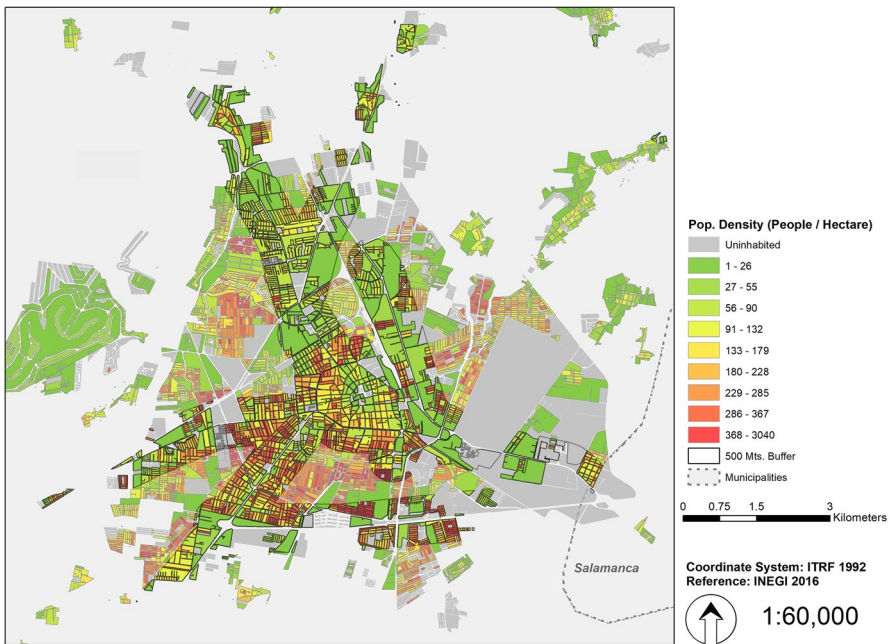 Pop. Density (People / Hectare)
Uninhabited
1 - 26
27 - 55
56 - 90
91 - 132
133 - 179
180 - 228
229 - 285
286 - 367
368 - 3040
500 Mts. Buffer
Municipalities
0 0.75 1.5 3
Kilometers
Salamanca
Coordinate System: ITRF 1992
Reference: INEGI 2016
1:60,000